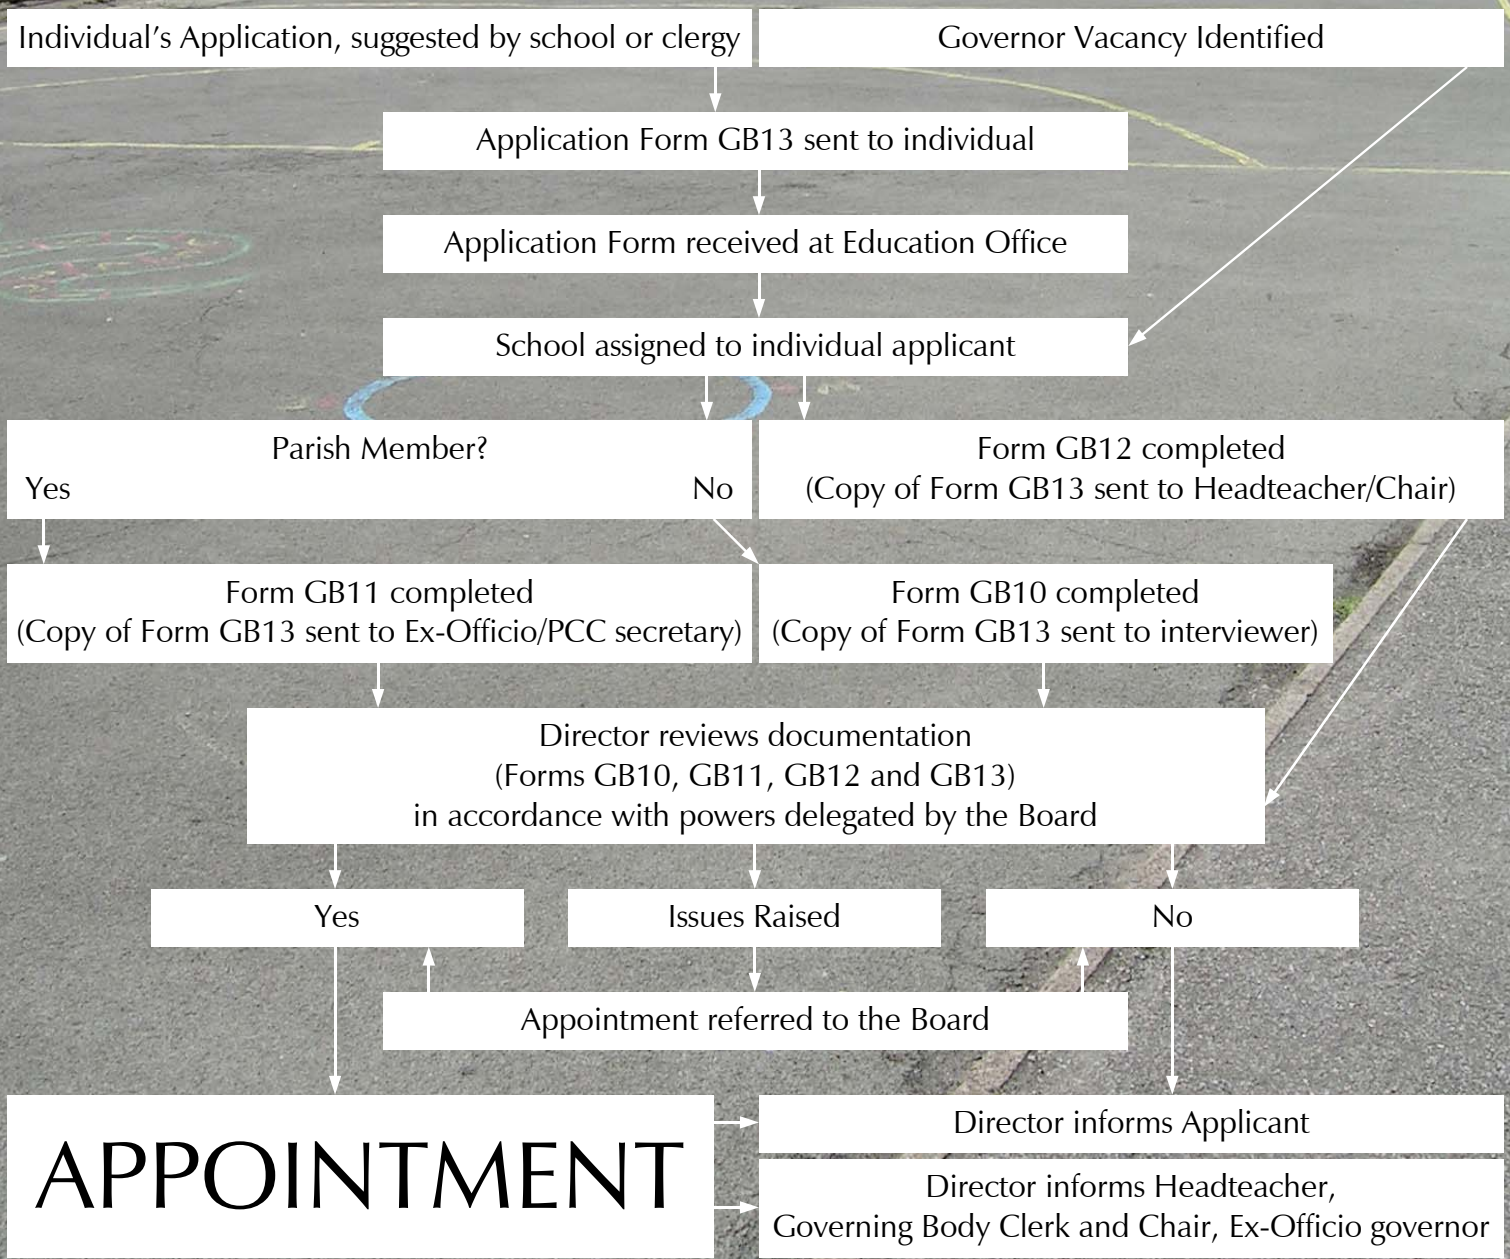 Individual’s Application, suggested by school or clergy
Governor Vacancy Identified
Application Form GB13 sent to individual
Application Form received at Education Office
School assigned to individual applicant
Parish Member?
Yes
No
Form GB12 completed
(Copy of Form GB13 sent to Headteacher/Chair)
Form GB11 completed
(Copy of Form GB13 sent to Ex-Officio/PCC secretary)
Form GB10 completed
(Copy of Form GB13 sent to interviewer)
Director reviews documentation
(Forms GB10, GB11, GB12 and GB13)
in accordance with powers delegated by the Board
Yes
Issues Raised
No
Appointment referred to the Board
APPOINTMENT
Director informs Applicant
Director informs Headteacher,
Governing Body Clerk and Chair, Ex-Officio governor